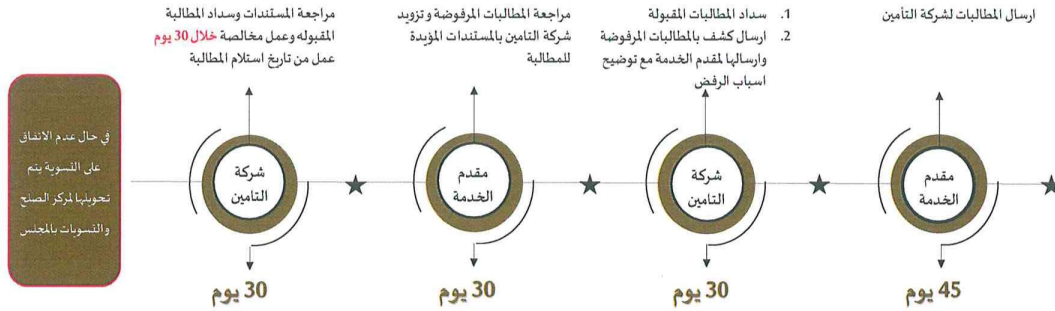 ارسال المطالبات لشركة التأمين
مقدم
الخدمة
45 يوم
1. سداد المطالبات المقبولة
2. ارسال كشف بالمطالبات المرفوضة
وارسالها لمقدم الخدمة مع توضيح
اسباب الرفض
شركة
التامين
30 يوم
مراجعة المطالبات المرفوضة وتزويد
شركة التامين بالمستندات المؤيدة
للمطالبة
مقدم
الخدمة
30 يوم
مراجعة المستندات وسداد المطالبة
المقبوله وعمل مخالصة خلال 30 يوم
عمل من تاريخ استلام المطالبة
شركة
التامين
30 يوم
في حال عدم الاتفاق
على التسوية يتم
تحويلها لمركز الصلح
والتسويات بالمجلس